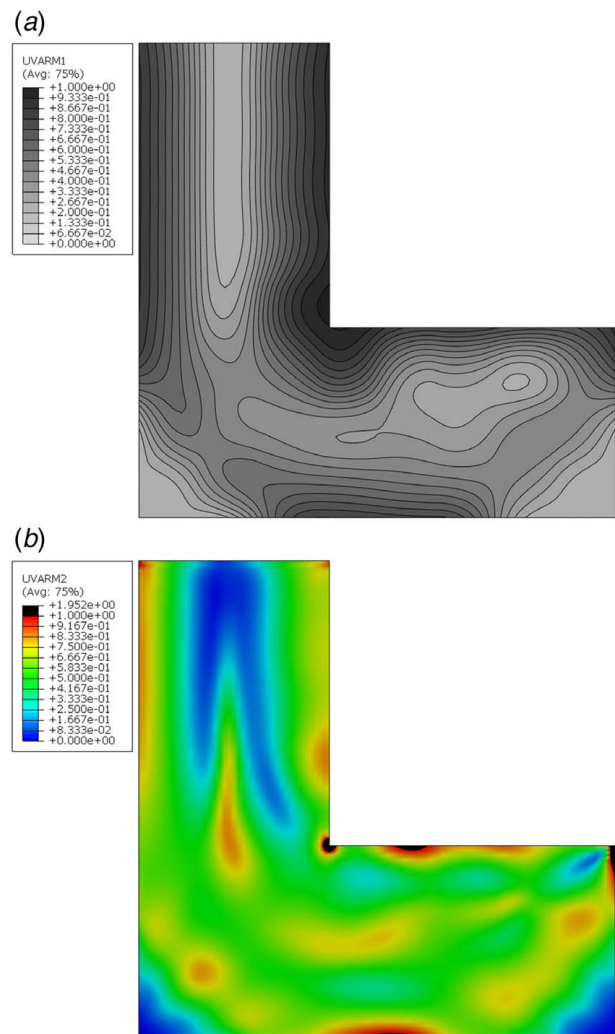 (a)
UVARM1
(Avg: 75%)
+1.000e+00
+9.333e-01
+8.667e-01
+8.000e-01
+7.333e-01
+6.667e-01
+6.000e-01
+5.333e-01
+4.667e-01
+4.000e-01
+3.333e-01
+2.667e-01
+2.000e-01
+1.333e-01
+6.667e-02
+0.000e+00
(b)
UVARM2
(Avg: 75%)
+1.952e+00
+1.000e+00
+9.167e-01
+8.333e-01
+7.500e-01
+6.667e-01
+5.833e-01
+5.000e-01
+4.167e-01
+3.333e-01
+2.500e-01
+1.667e-01
+8.333e-02
+0.000e+00